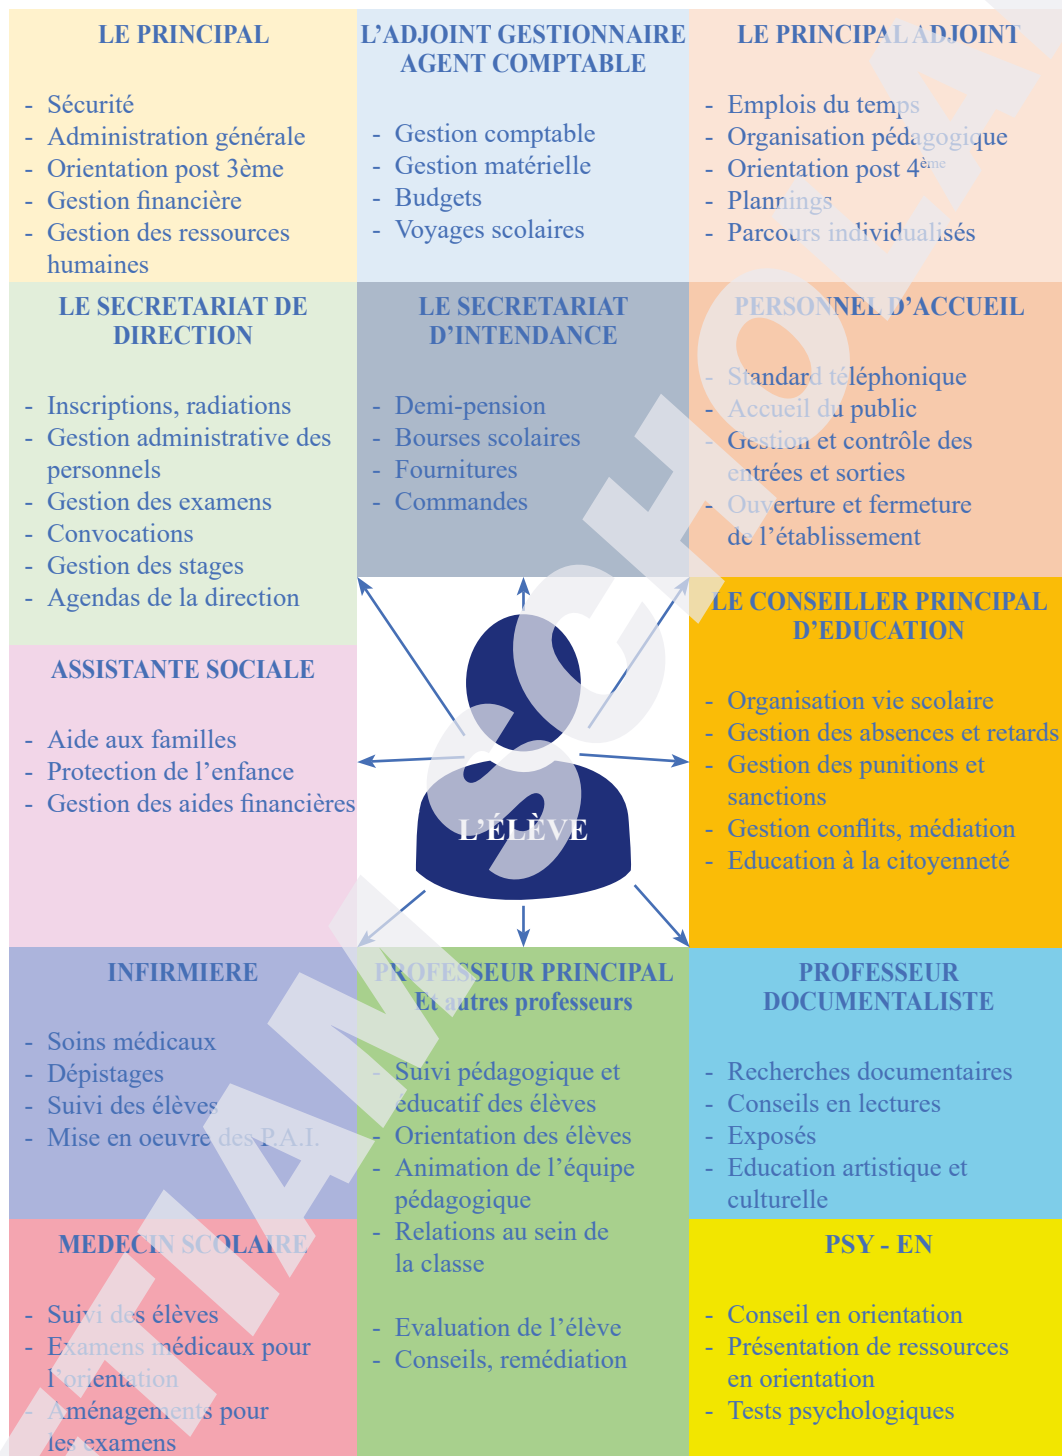 LE PRINCIPAL
- Sécurité
- Administration générale
- Orientation post 3ème
- Gestion financière
- Gestion des ressources
humaines
L’ADJOINT GESTIONNAIRE
AGENT COMPTABLE
- Gestion comptable
- Gestion matérielle
- Budgets
- Voyages scolaires
LE PRINCIPAL ADJOINT
- Emplois du temps
- Organisation pédagogique
- Orientation post 4ème
- Plannings
- Parcours individualisés
LE SECRETARIAT DE
DIRECTION
- Inscriptions, radiations
- Gestion administrative des
personnels
- Gestion des examens
- Convocations
- Gestion des stages
- Agendas de la direction
LE SECRETARIAT
D’INTENDANCE
- Demi-pension
- Bourses scolaires
- Fournitures
- Commandes
PERSONNEL D’ACCUEIL
- Standard téléphonique
- Accueil du public
- Gestion et contrôle des
entrées et sorties
- Ouverture et fermeture
de l’établissement
ASSISTANTE SOCIALE
- Aide aux familles
- Protection de l’enfance
- Gestion des aides financières
L’ÉLÈVE
LE CONSEILLER PRINCIPAL
D’EDUCATION
- Organisation vie scolaire
- Gestion des absences et retards
- Gestion des punitions et
sanctions
- Gestion conflits, médiation
- Education à la citoyenneté
INFIRMIERE
- Soins médicaux
- Dépistages
- Suivi des élèves
- Mise en oeuvre des P.A.I.
PROFESSEUR PRINCIPAL
Et autres professeurs
- Suivi pédagogique et
éducatif des élèves
- Orientation des élèves
- Animation de l’équipe
pédagogique
- Relations au sein de
la classe
- Evaluation de l’élève
- Conseils, remédiation
PROFESSEUR
DOCUMENTALISTE
- Recherches documentaires
- Conseils en lectures
- Exposés
- Education artistique et
culturelle
MEDECIN SCOLAIRE
- Suivi des élèves
- Examens médicaux pour
l’orientation
- Aménagements pour
les examens
PSY - EN
- Conseil en orientation
- Présentation de ressources
en orientation
- Tests psychologiques